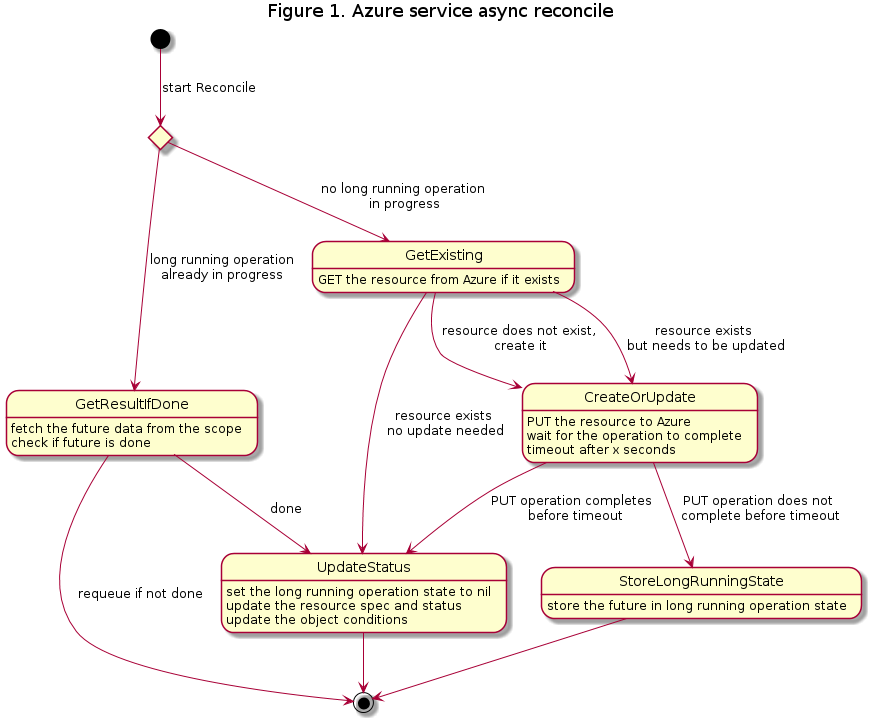 Figure 1. Azure service async reconcile
start Reconcile
no long running operation
in progress
long running operation
already in progress
GetExisting
GET the resource from Azure if it exists
resource does not exist,
create it
resource exists
but needs to be updated
GetResultIfDone
fetch the future data from the scope
check if future is done
resource exists
no update needed
CreateOrUpdate
PUT the resource to Azure
wait for the operation to complete
timeout after x seconds
done
PUT operation completes
before timeout
PUT operation does not
complete before timeout
requeue if not done
UpdateStatus
set the long running operation state to nil
update the resource spec and status
update the object conditions
StoreLongRunningState
store the future in long running operation state